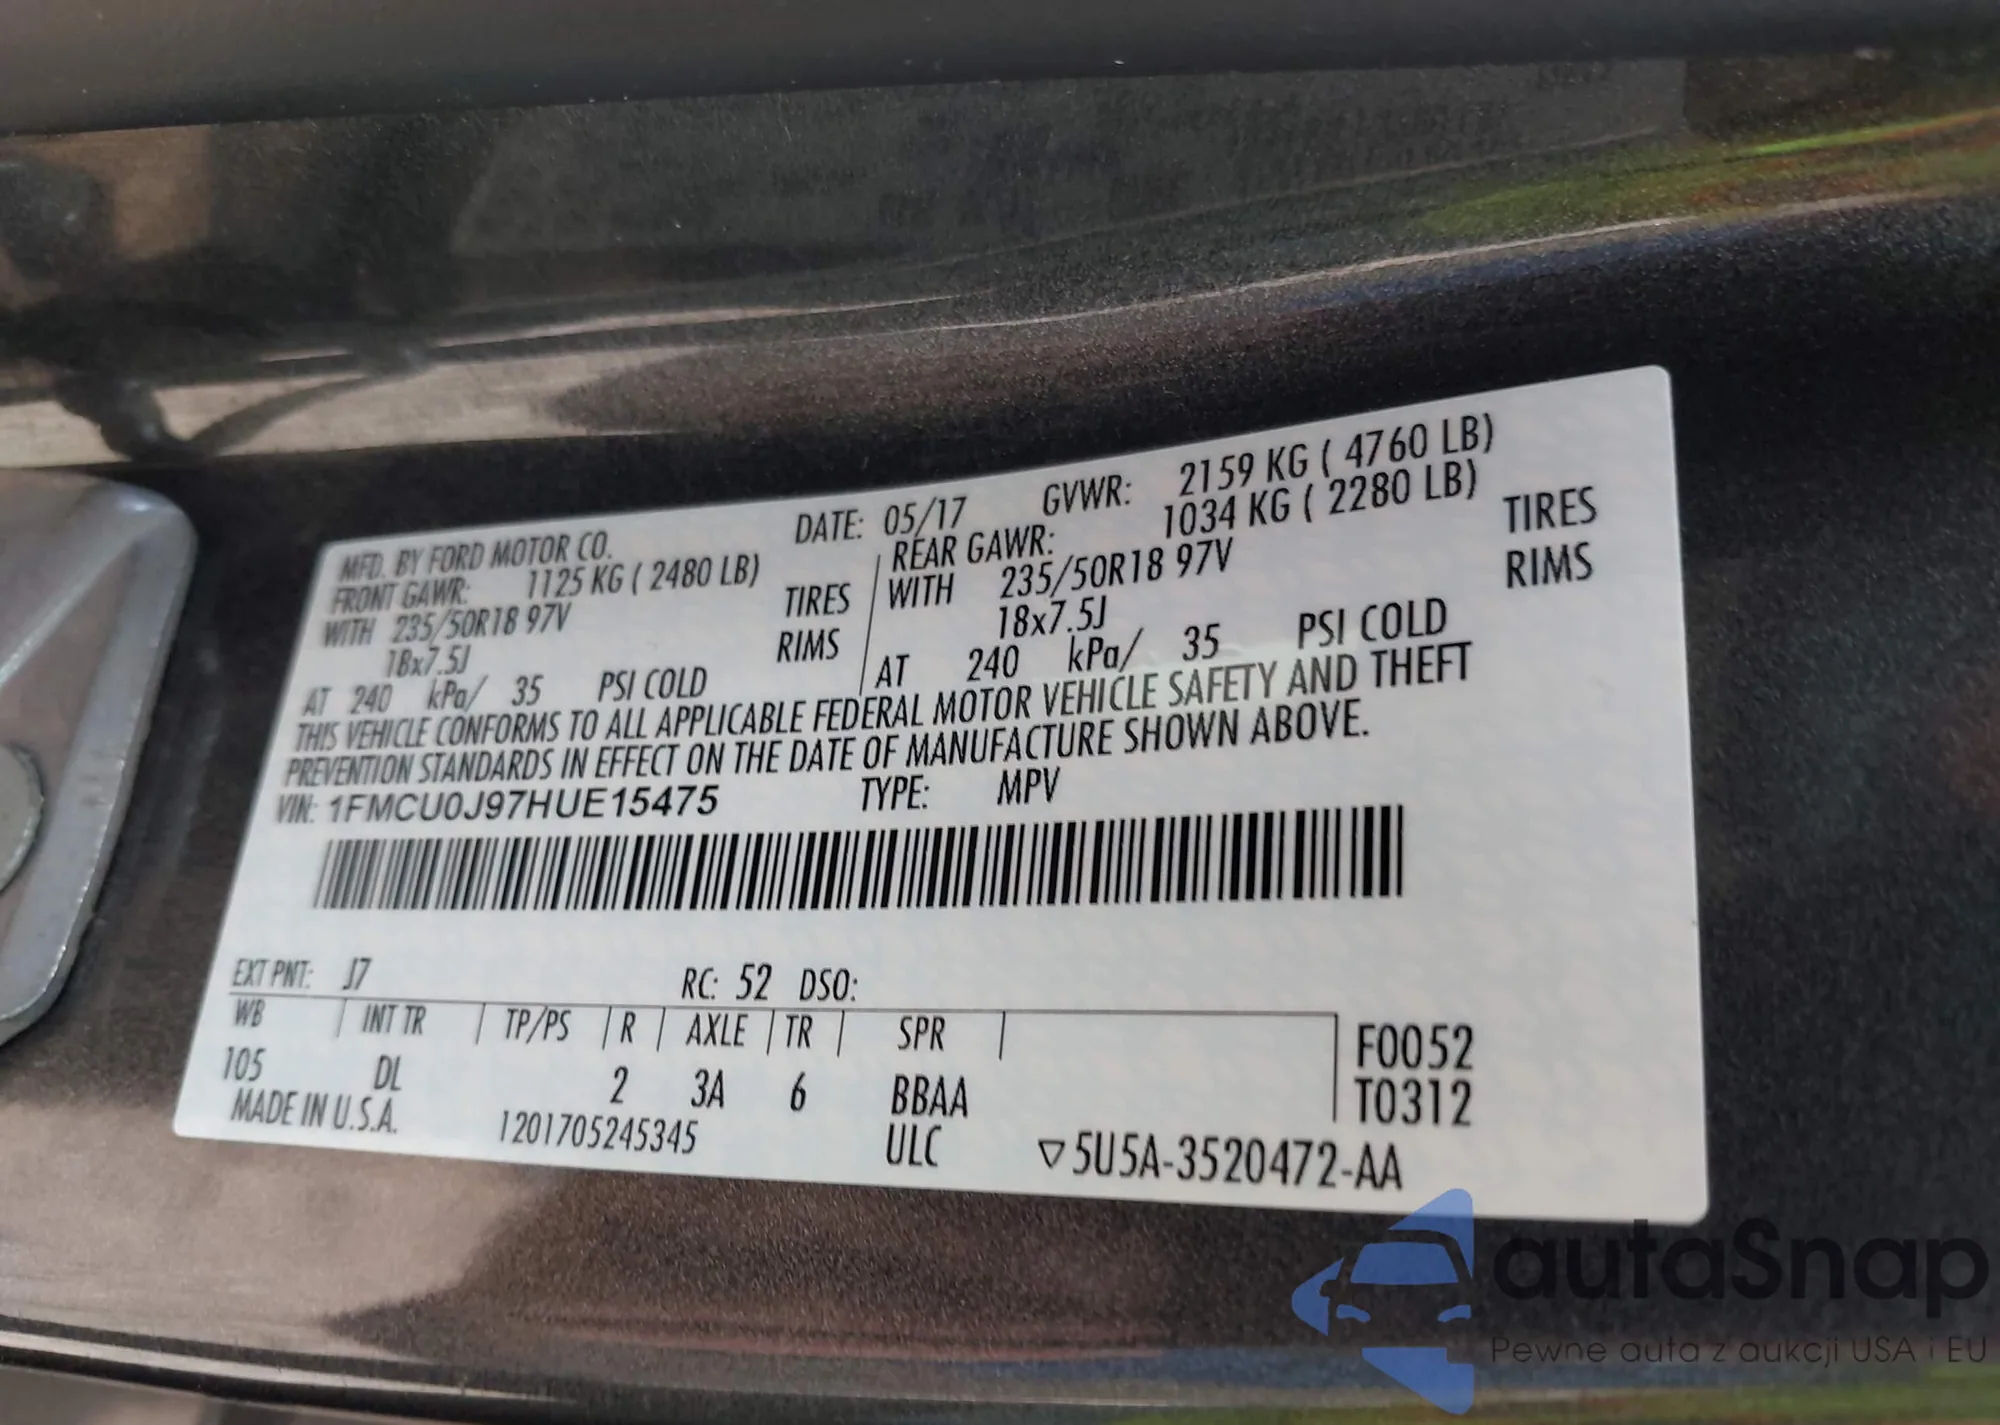 MFD. BY FORD MOTOR CO. DATE: 05/17 GVWR: 2159 KG ( 4760 LB)
FRONT GAWR: 1125 KG ( 2480 LB) REAR GAWR: 1034 KG ( 2280 LB)
WITH 235/50R18 97V TIRES WITH 235/50R18 97V TIRES
18x7.5J RIMS 18x7.5J RIMS
AT 240 kPa/ 35 PSI COLD AT 240 kPa/ 35 PSI COLD
THIS VEHICLE CONFORMS TO ALL APPLICABLE FEDERAL MOTOR VEHICLE SAFETY AND THEFT
PREVENTION STANDARDS IN EFFECT ON THE DATE OF MANUFACTURE SHOWN ABOVE.
VIN: 1FMCU0J97HUE15475 TYPE: MPV
EXT PNT: J7 RC: 52 DSO:
WB INT TR TP/PS R AXLE TR SPR F0052
105 DL 2 3A 6 BBAA T0312
MADE IN U.S.A. 1201705245345 ULC ▽5U5A-3520472-AA
autaSnap
Pewne auta z aukcji USA i EU